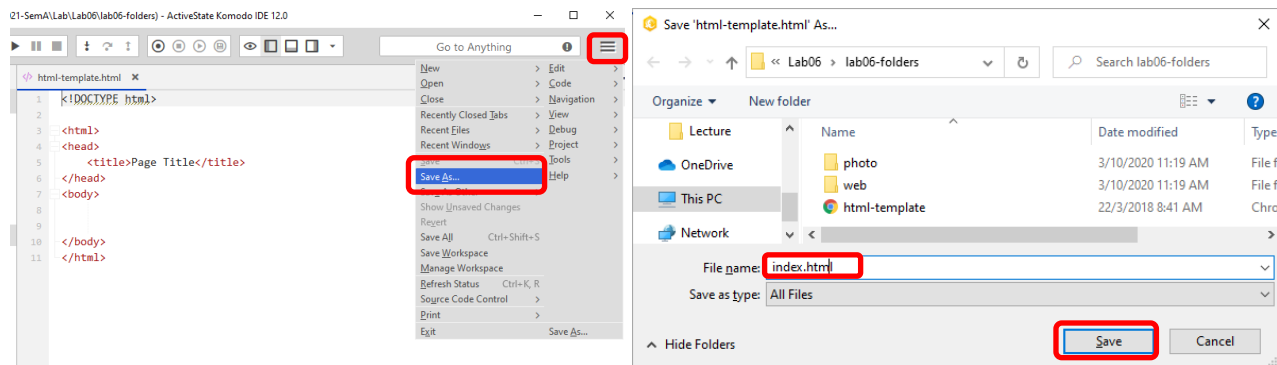 021-SemA\Lab\Lab06\lab06-folders) - ActiveState Komodo IDE 12.0
Go to Anything
html-template.html
1 <!DOCTYPE html>
2
3 <html>
4 <head>
5 <title>Page Title</title>
6 </head>
7 <body>
8
9
10 </body>
11 </html>
New
Open
Close
Recently Closed Tabs
Recent Files
Recent Windows
Save Ctrl+S
Save As...
Show Unsaved Changes
Revert
Save All Ctrl+Shift+S
Save Workspace
Manage Workspace
Refresh Status Ctrl+K, R
Source Code Control
Print
Exit
Edit
Code
Navigation
View
Debug
Project
Tools
Help
Save As...
Save 'html-template.html' As...
« Lab06 › lab06-folders
Search lab06-folders
Organize New folder
Lecture
OneDrive
This PC
Network
Name Date modified Type
photo 3/10/2020 11:19 AM File f
web 3/10/2020 11:19 AM File f
html-template 22/3/2018 8:41 AM Chro
File name: index.html
Save as type: All Files
Hide Folders
Save
Cancel